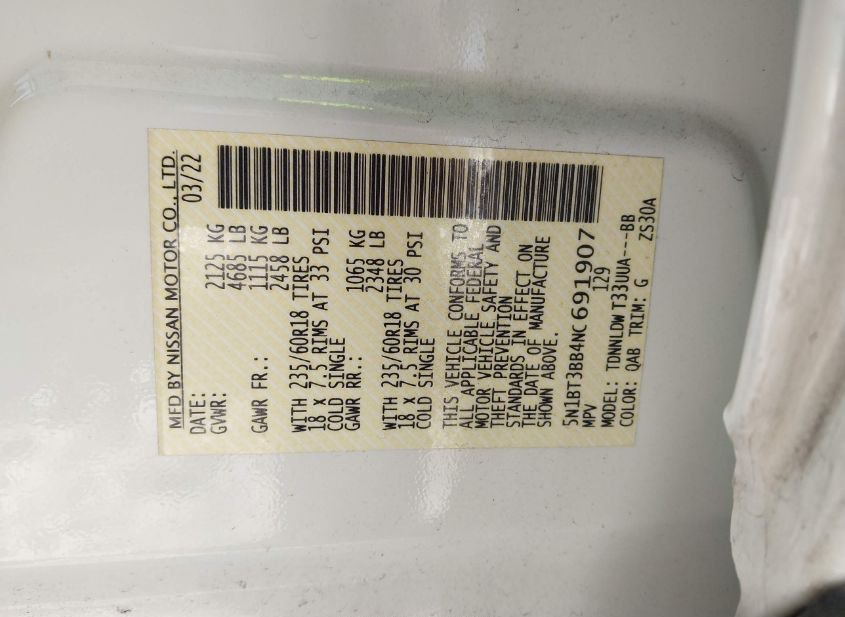 MFD BY NISSAN MOTOR CO., LTD.
DATE: 03/22
GVWR: 2125 KG
4685 LB
GAWR FR.: 1115 KG
2458 LB
WITH 235/60R18 TIRES
18 X 7.5 RIMS AT 33 PSI
COLD SINGLE
GAWR RR.: 1065 KG
2348 LB
WITH 235/60R18 TIRES
18 X 7.5 RIMS AT 30 PSI
COLD SINGLE
THIS VEHICLE CONFORMS TO
ALL APPLICABLE FEDERAL
MOTOR VEHICLE SAFETY AND
THEFT PREVENTION
STANDARDS IN EFFECT ON
THE DATE OF MANUFACTURE
SHOWN ABOVE.
5N1BT3BB4NC691907
MPV 129
MODEL: TDNNLDWT33UUA---BB
COLOR: QAB TRIM: G ZS30A